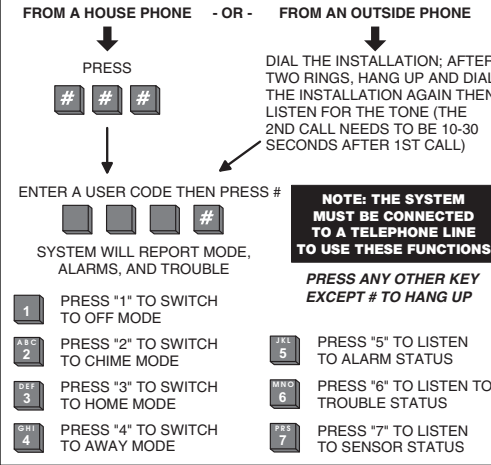 FROM A HOUSE PHONE - OR - FROM AN OUTSIDE PHONE
PRESS
# # #
DIAL THE INSTALLATION; AFTER
TWO RINGS, HANG UP AND DIAL
THE INSTALLATION AGAIN THEN
LISTEN FOR THE TONE (THE
2ND CALL NEEDS TO BE 10-30
SECONDS AFTER 1ST CALL)
ENTER A USER CODE THEN PRESS #
#
SYSTEM WILL REPORT MODE,
ALARMS, AND TROUBLE
NOTE: THE SYSTEM
MUST BE CONNECTED
TO A TELEPHONE LINE
TO USE THESE FUNCTIONS
PRESS ANY OTHER KEY
EXCEPT # TO HANG UP
1
PRESS "1" TO SWITCH
TO OFF MODE
ABC
2
PRESS "2" TO SWITCH
TO CHIME MODE
DEF
3
PRESS "3" TO SWITCH
TO HOME MODE
GHI
4
PRESS "4" TO SWITCH
TO AWAY MODE
JKL
5
PRESS "5" TO LISTEN
TO ALARM STATUS
MNO
6
PRESS "6" TO LISTEN TO
TROUBLE STATUS
PRS
7
PRESS "7" TO LISTEN
TO SENSOR STATUS